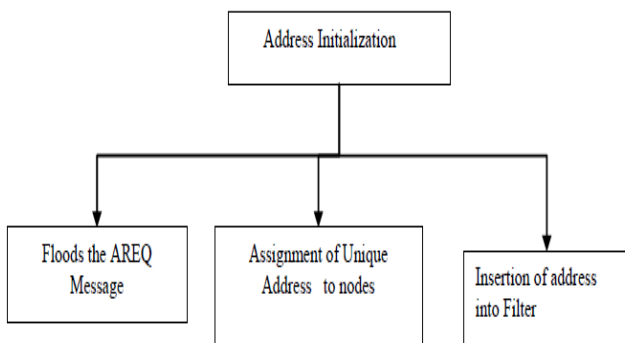 Address Initialization
Floods the AREQ
Message
Assignment of Unique
Address to nodes
Insertion of address
into Filter